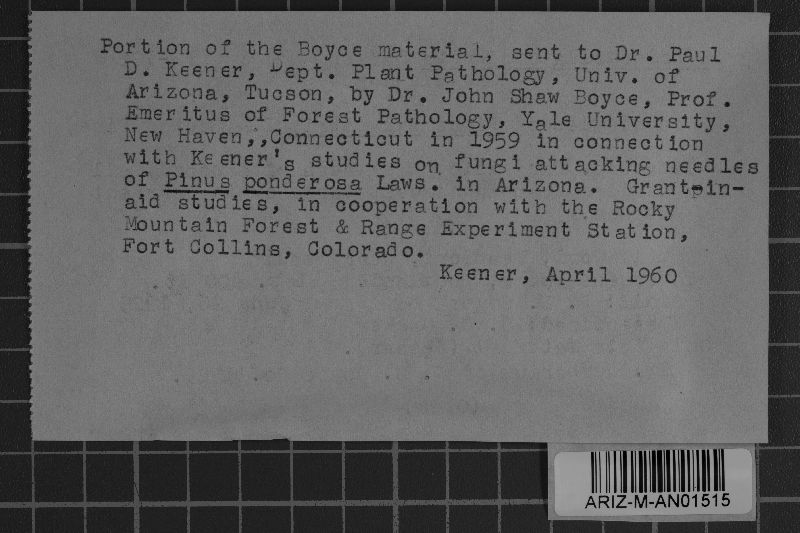 Portion of the Boyce material, sent to Dr. Paul
D. Keener, Dept. Plant Pathology, Univ. of
Arizona, Tucson, by Dr. John Shaw Boyce, Prof.
Emeritus of Forest Pathology, Yale University,
New Haven,,,Connecticut in 1959 in connection
with Keener's studies on fungi attacking needles
of Pinus ponderosa Laws. in Arizona. Grant-in-
aid studies, in cooperation with the Rocky
Mountain Forest & Range Experiment Station,
Fort Collins, Colorado.
Keener, April 1960
ARIZ-M-AN01515